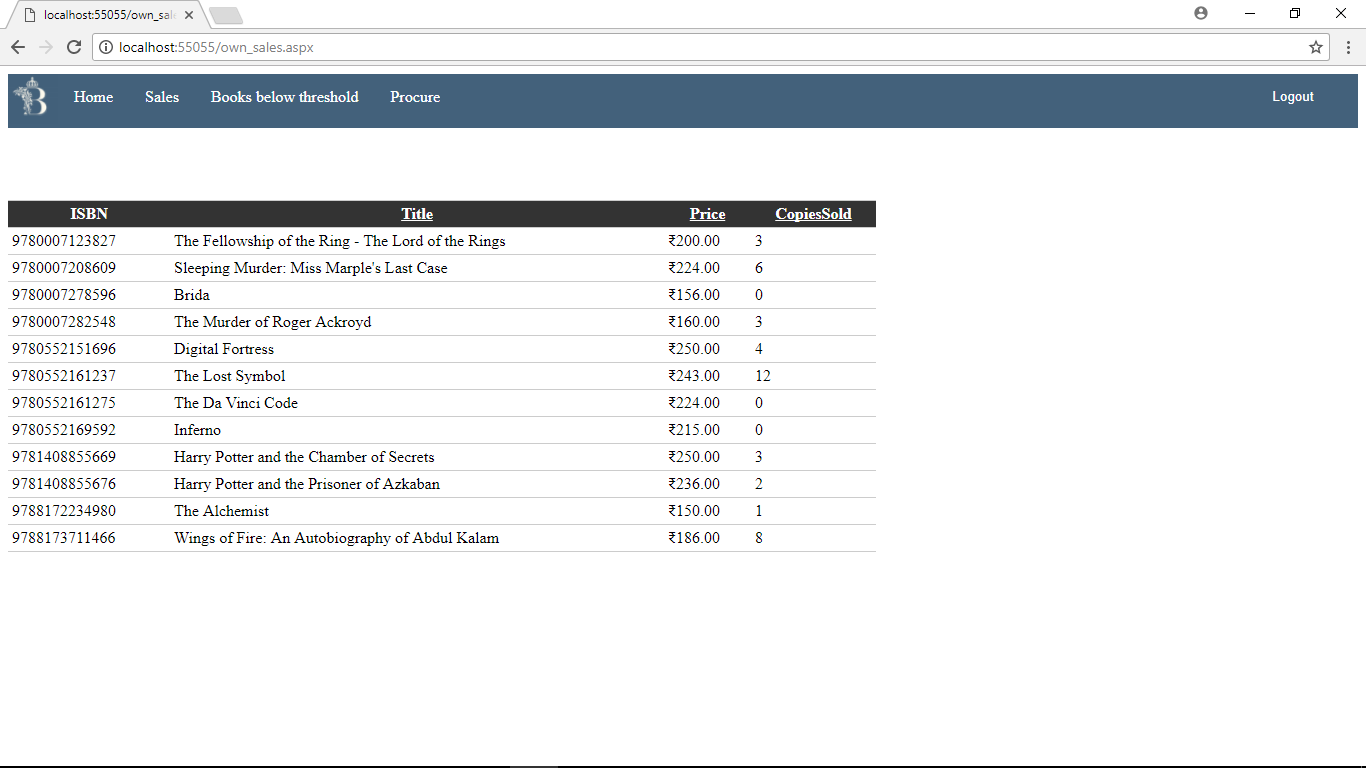 localhost:55055/own_sal
localhost:55055/own_sales.aspx
B Home Sales Books below threshold Procure Logout
ISBN Title Price CopiesSold
9780007123827 The Fellowship of the Ring - The Lord of the Rings ₹200.00 3
9780007208609 Sleeping Murder: Miss Marple's Last Case ₹224.00 6
9780007278596 Brida ₹156.00 0
9780007282548 The Murder of Roger Ackroyd ₹160.00 3
9780552151696 Digital Fortress ₹250.00 4
9780552161237 The Lost Symbol ₹243.00 12
9780552161275 The Da Vinci Code ₹224.00 0
9780552169592 Inferno ₹215.00 0
9781408855669 Harry Potter and the Chamber of Secrets ₹250.00 3
9781408855676 Harry Potter and the Prisoner of Azkaban ₹236.00 2
9788172234980 The Alchemist ₹150.00 1
9788173711466 Wings of Fire: An Autobiography of Abdul Kalam ₹186.00 8